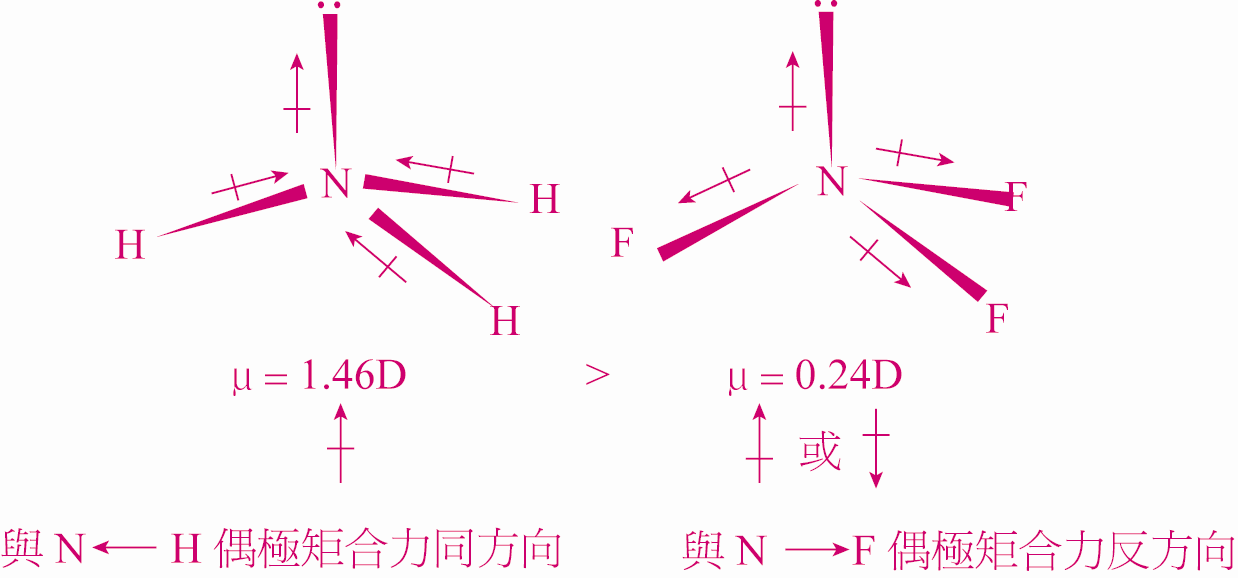 N N
H H F F
H F
μ = 1.46D > μ = 0.24D
或
與 N ← H 偶極矩合力同方向 與 N → F 偶極矩合力反方向